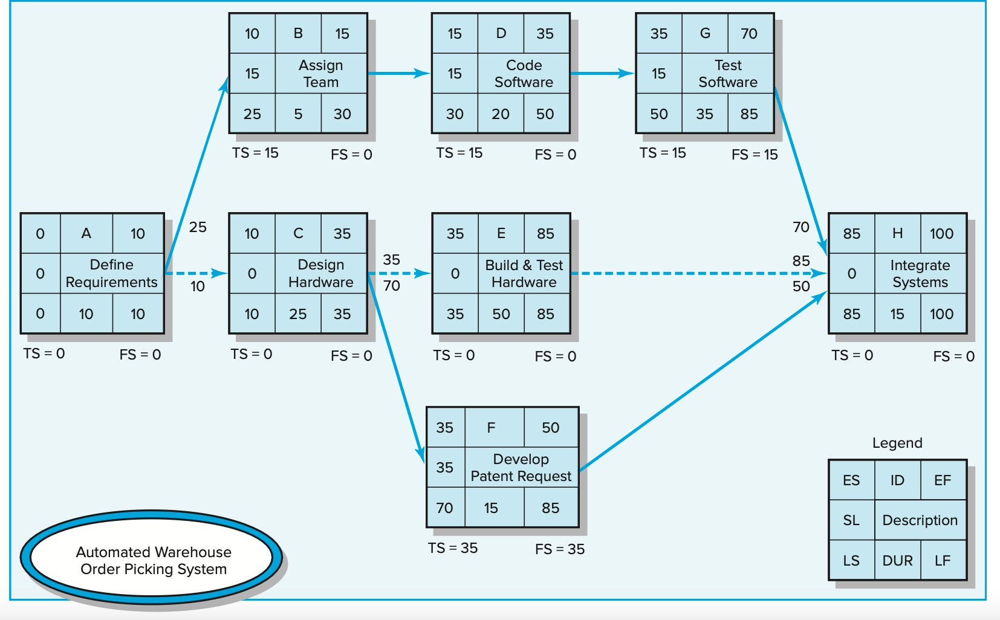 10 B 15
15 Assign
Team
25 5 30
TS = 15 FS = 0
15 D 35
15 Code
Software
30 20 50
TS = 15 FS = 0
35 G 70
15 Test
Software
50 35 85
TS = 15 FS = 15
0 A 10
0 Define
Requirements
0 10 10
TS = 0 FS = 0
25
10
10 C 35
0 Design
Hardware
10 25 35
TS = 0 FS = 0
35
70
35 E 85
0 Build & Test
Hardware
35 50 85
TS = 0 FS = 0
70
85
50
85 H 100
0 Integrate
Systems
85 15 100
TS = 0 FS = 0
35 F 50
35 Develop
Patent Request
70 15 85
TS = 35 FS = 35
Legend
ES ID EF
SL Description
LS DUR LF
Automated Warehouse
Order Picking System